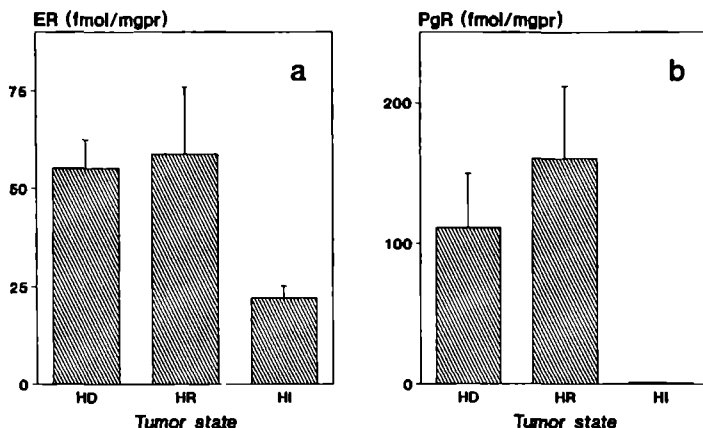 ER (fmol/mgpr)
a
75
50
25
0
HD HR HI
Tumor state
PgR (fmol/mgpr)
b
200
100
0
HD HR HI
Tumor state